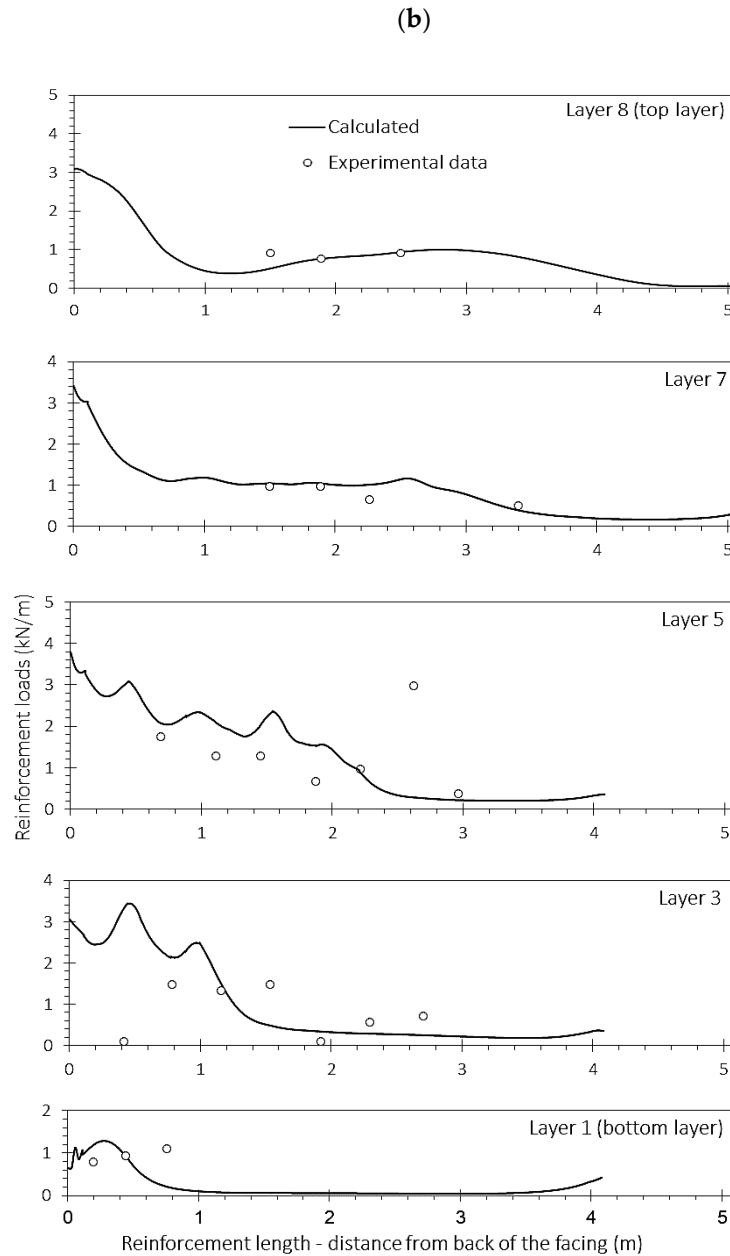 (b)
5
4
3
2
1
0
Layer 8 (top layer)
Calculated
Experimental data
0 1 2 3 4 5
4
3
2
1
0
Layer 7
0 1 2 3 4 5
Reinforcement loads (kN/m)
5
4
3
2
1
0
Layer 5
0 1 2 3 4 5
4
3
2
1
0
Layer 3
0 1 2 3 4 5
2
1
0
Layer 1 (bottom layer)
0 1 2 3 4 5
Reinforcement length - distance from back of the facing (m)